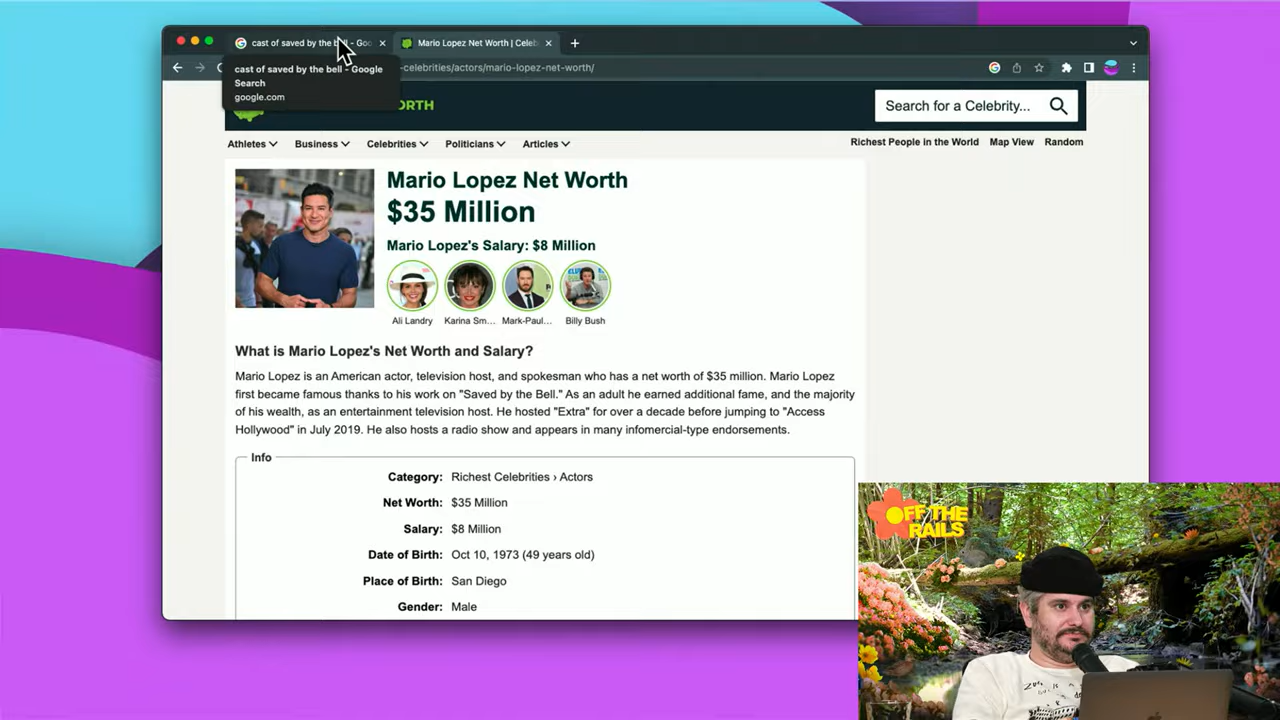 cast of saved by the bell - Goo
Mario Lopez Net Worth | Celeb
cast of saved by the bell - Google
Search
google.com
-celebrities/actors/mario-lopez-net-worth/
ORTH
Search for a Celebrity...
Athletes
Business
Celebrities
Politicians
Articles
Richest People in the World
Map View
Random
Mario Lopez Net Worth
$35 Million
Mario Lopez's Salary: $8 Million
Ali Landry
Karina Sm...
Mark-Paul...
Billy Bush
What is Mario Lopez's Net Worth and Salary?
Mario Lopez is an American actor, television host, and spokesman who has a net worth of $35 million. Mario Lopez
first became famous thanks to his work on "Saved by the Bell." As an adult he earned additional fame, and the majority
of his wealth, as an entertainment television host. He hosted "Extra" for over a decade before jumping to "Access
Hollywood" in July 2019. He also hosts a radio show and appears in many infomercial-type endorsements.
Info
Category: Richest Celebrities › Actors
Net Worth: $35 Million
Salary: $8 Million
Date of Birth: Oct 10, 1973 (49 years old)
Place of Birth: San Diego
Gender: Male
OFF THE
RAILS